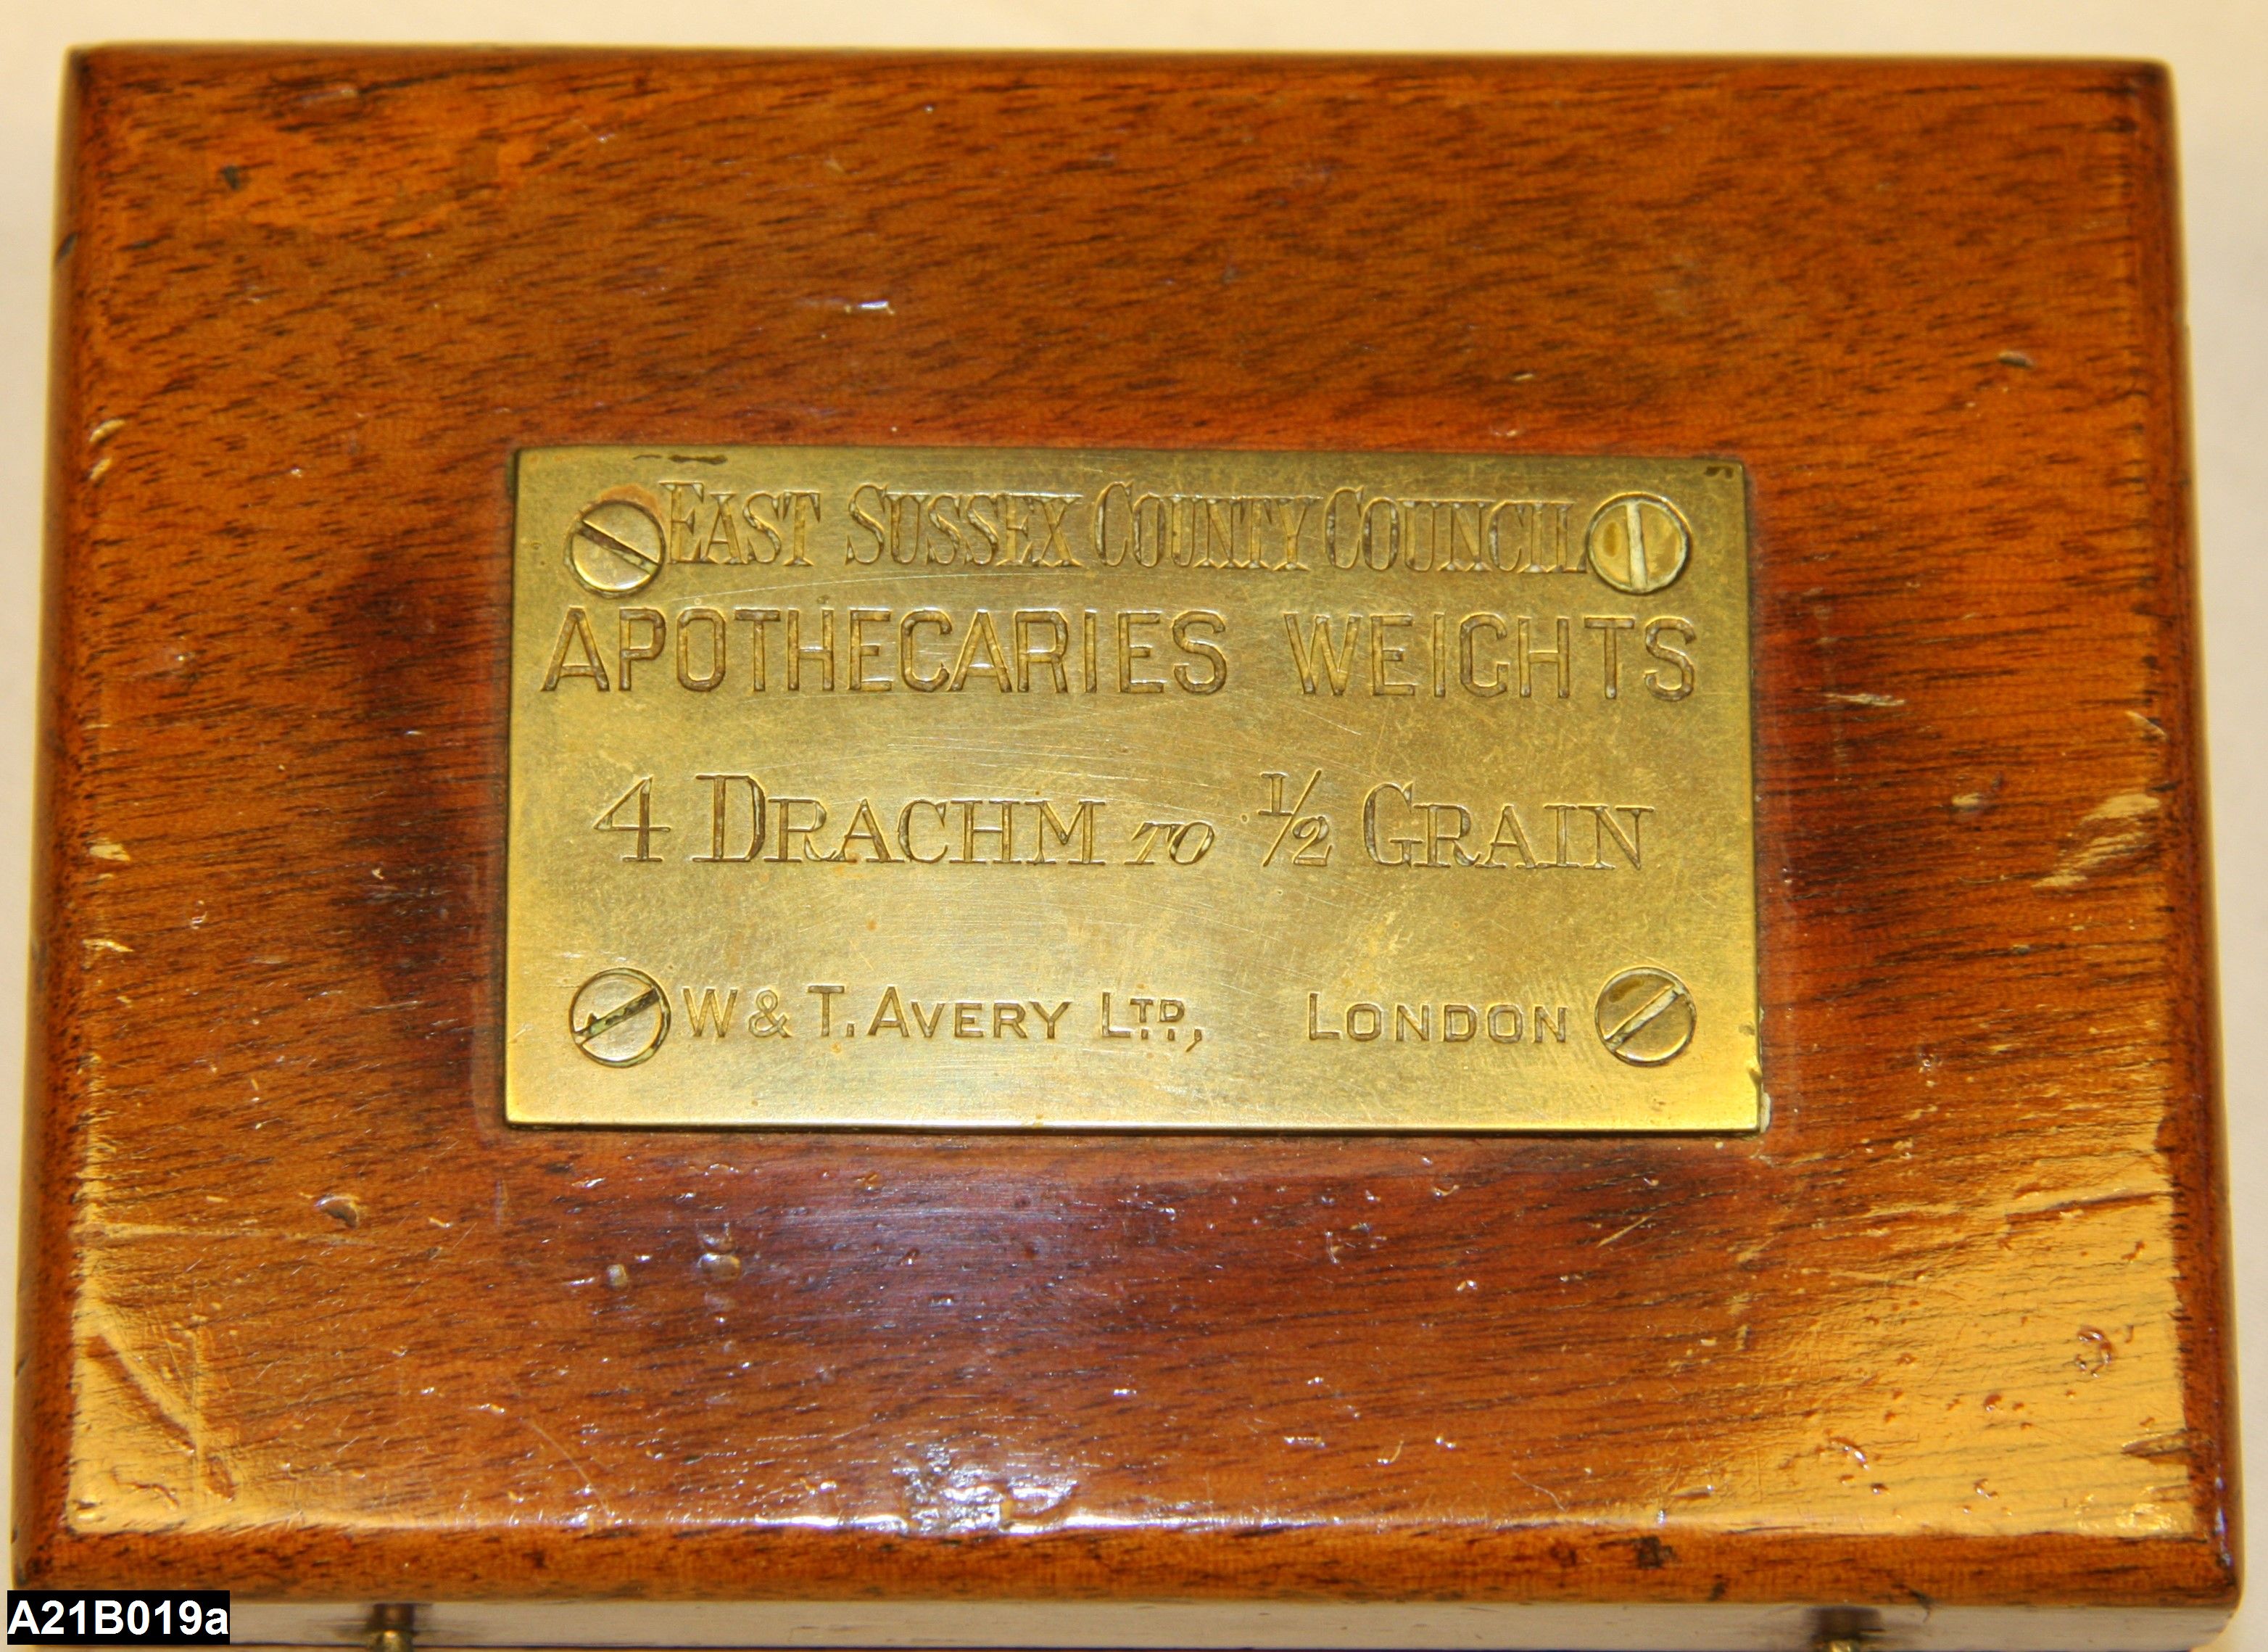 EAST SUSSEX COUNTY COUNCIL
APOTHECARIES WEIGHTS
4 DRACHM TO ½ GRAIN
W & T. AVERY LTD, LONDON
A21B019a